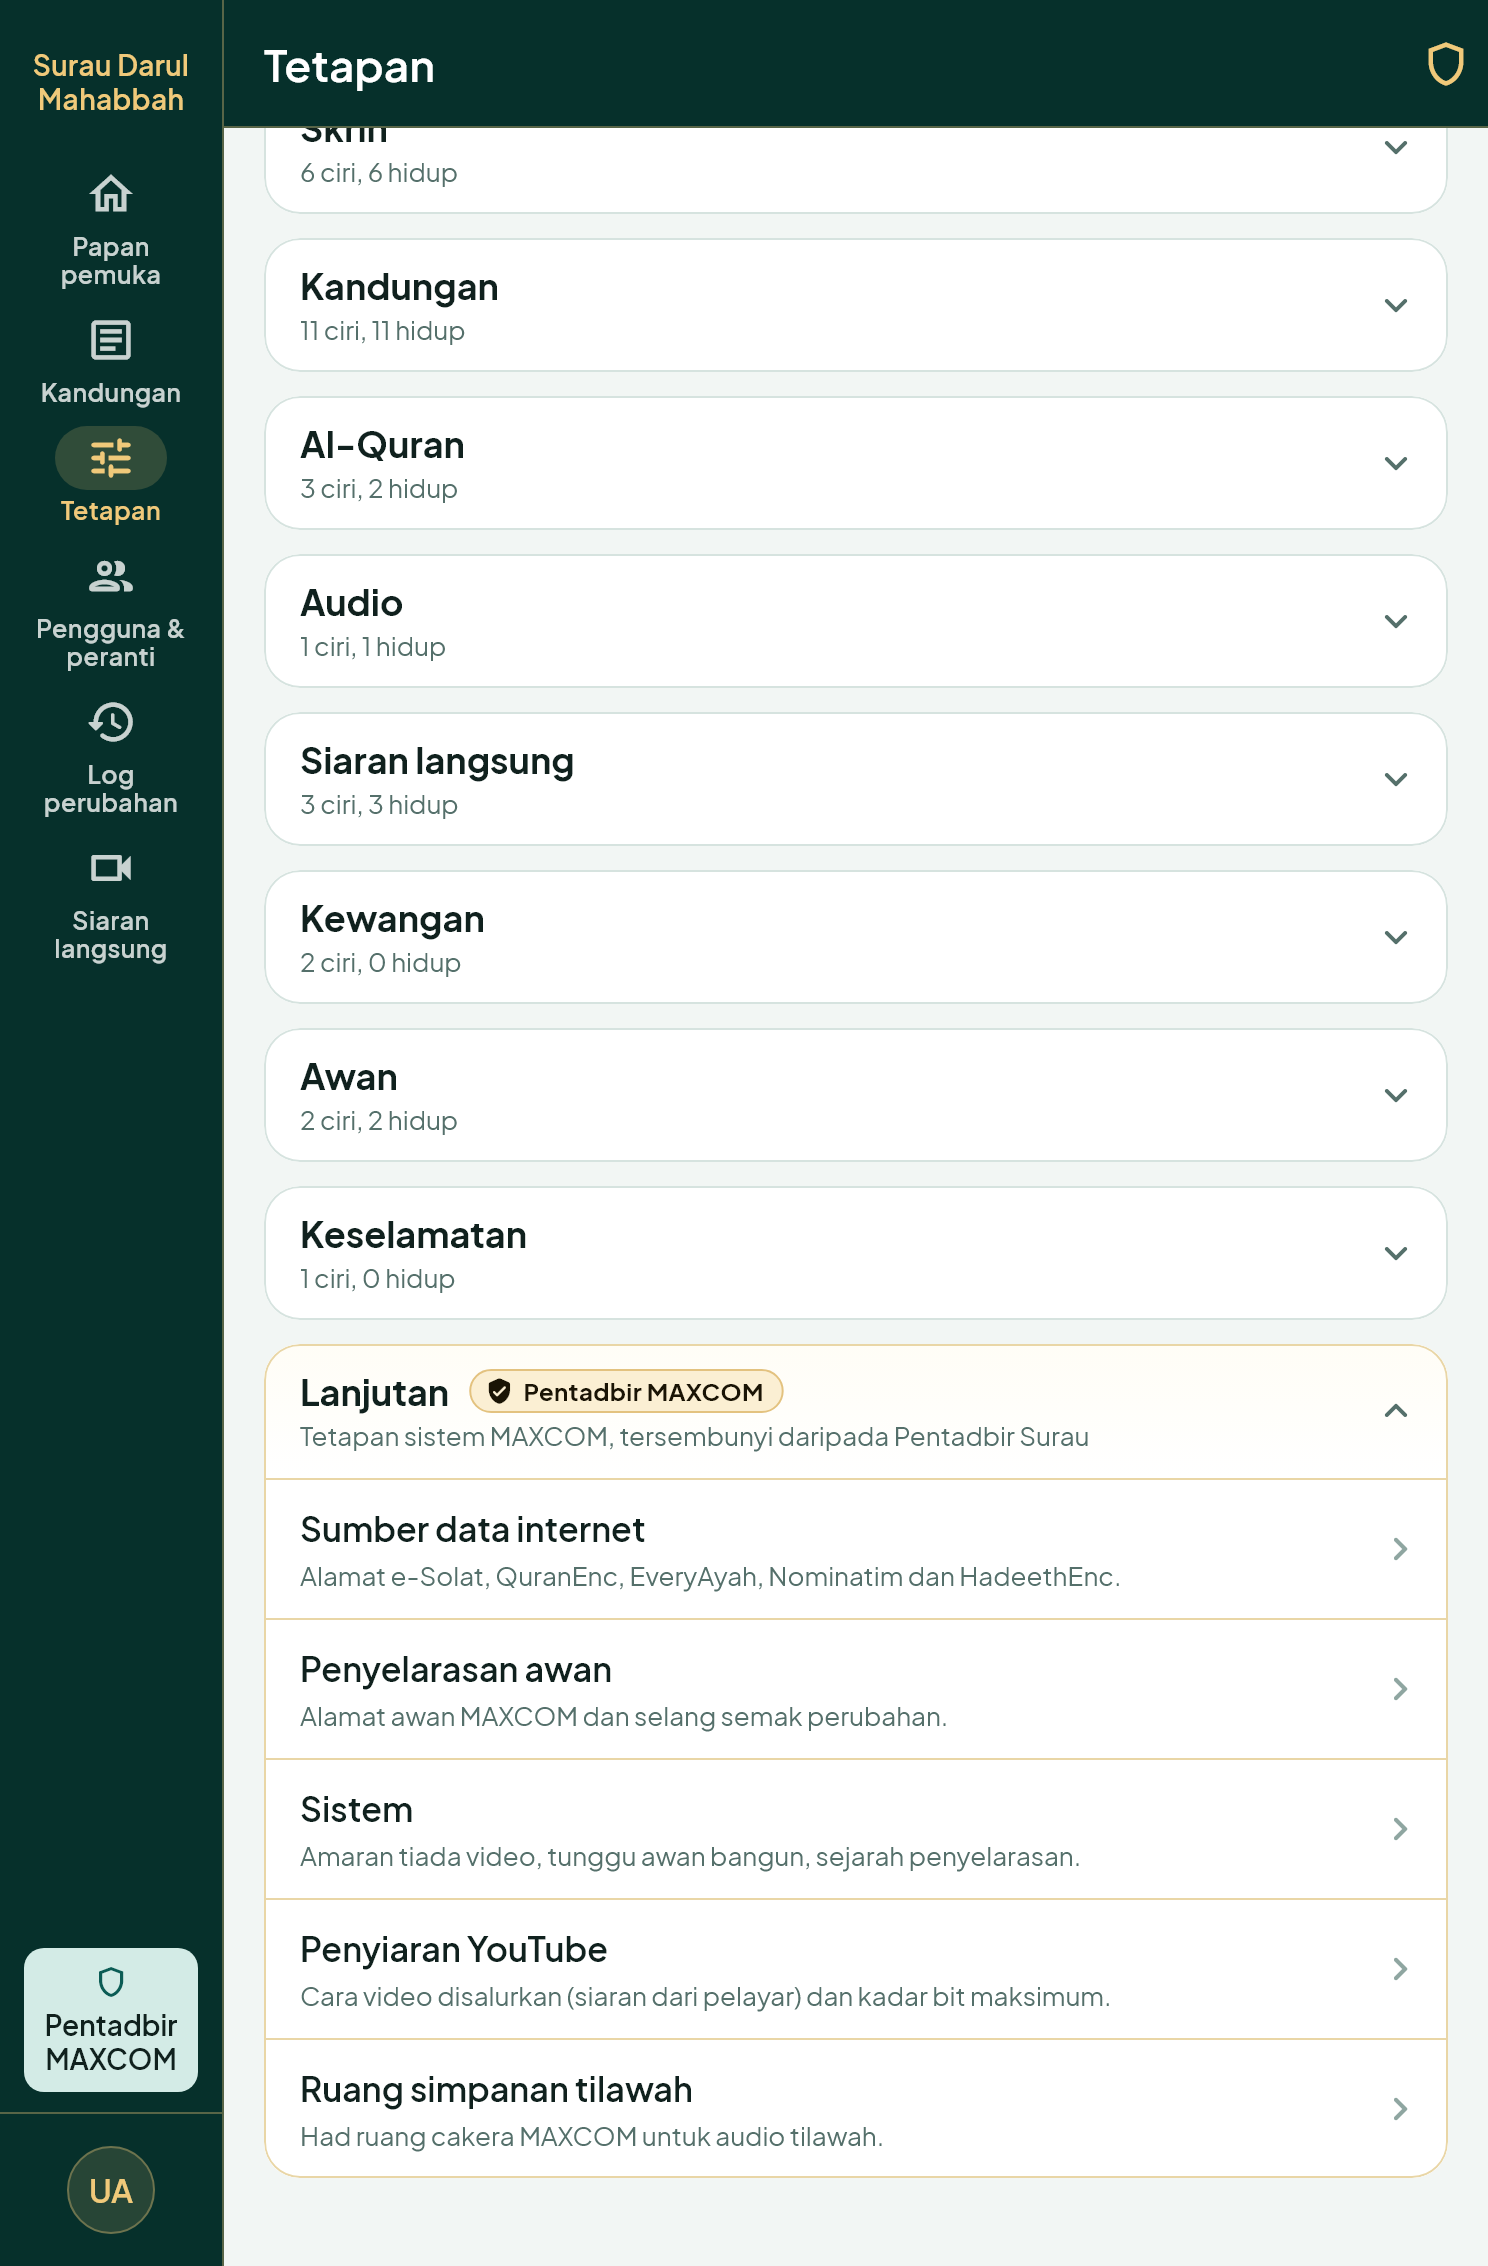 Surau Darul
Mahabbah
Papan
pemuka
Kandungan
Tetapan
Pengguna &
peranti
Log
perubahan
Siaran
langsung
Pentadbir
MAXCOM
UA
Tetapan
Skrin
6 ciri, 6 hidup
Kandungan
11 ciri, 11 hidup
Al-Quran
3 ciri, 2 hidup
Audio
1 ciri, 1 hidup
Siaran langsung
3 ciri, 3 hidup
Kewangan
2 ciri, 0 hidup
Awan
2 ciri, 2 hidup
Keselamatan
1 ciri, 0 hidup
Lanjutan Pentadbir MAXCOM
Tetapan sistem MAXCOM, tersembunyi daripada Pentadbir Surau
Sumber data internet
Alamat e-Solat, QuranEnc, EveryAyah, Nominatim dan HadeethEnc.
Penyelarasan awan
Alamat awan MAXCOM dan selang semak perubahan.
Sistem
Amaran tiada video, tunggu awan bangun, sejarah penyelarasan.
Penyiaran YouTube
Cara video disalurkan (siaran dari pelayar) dan kadar bit maksimum.
Ruang simpanan tilawah
Had ruang cakera MAXCOM untuk audio tilawah.